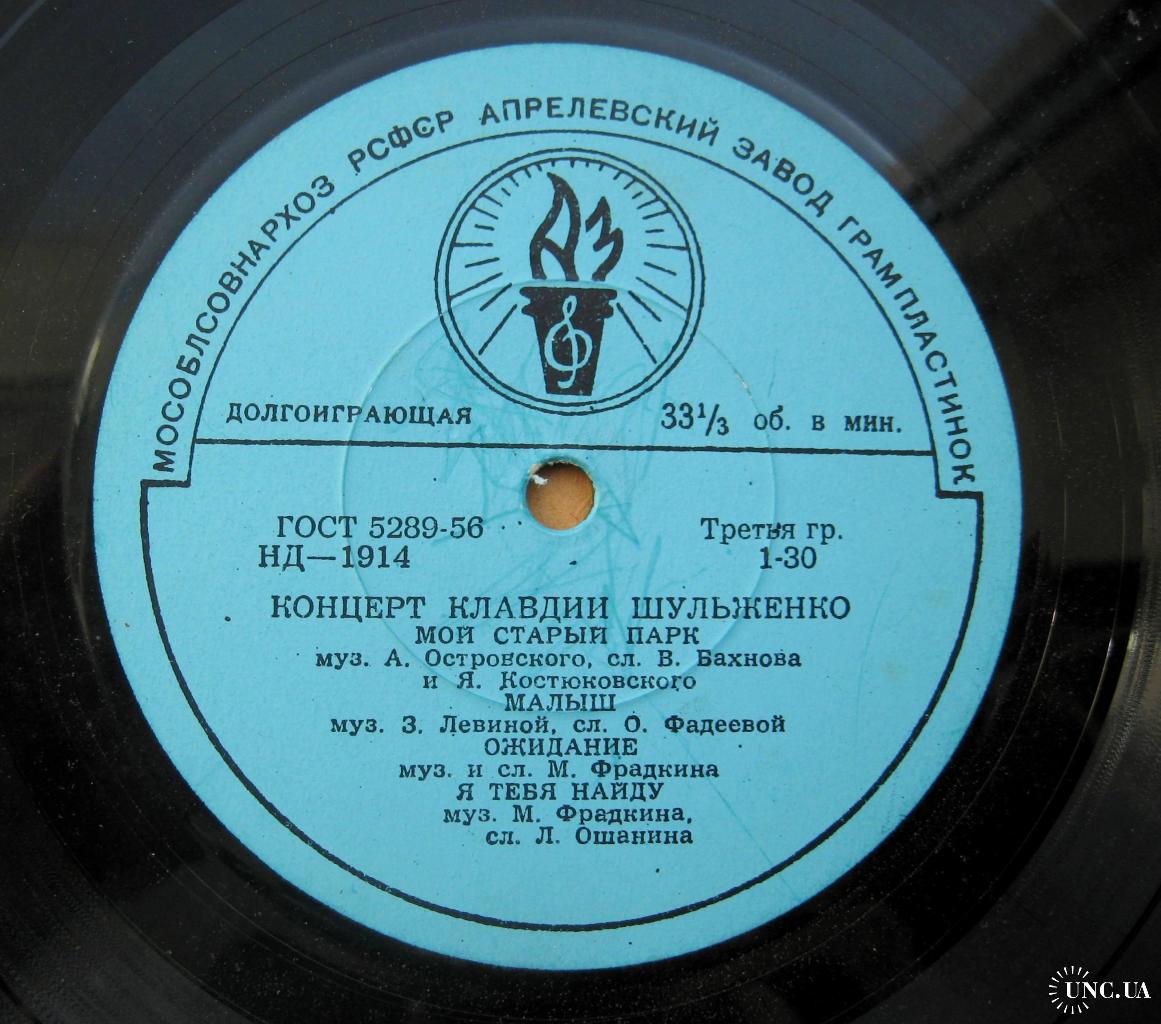 МОСОБЛСОВНАРХОЗ РСФСР АПРЕЛЕВСКИЙ ЗАВОД ГРАМПЛАСТИНОК
АЗ
ДОЛГОИГРАЮЩАЯ 33⅓ об. в мин.
ГОСТ 5289-56 Третья гр.
НД—1914 1-30
КОНЦЕРТ КЛАВДИИ ШУЛЬЖЕНКО
МОЙ СТАРЫЙ ПАРК
муз. А. Островского, сл. В. Бахнова
и Я. Костюковского
МАЛЫШ
муз. З. Левиной, сл. О. Фадеевой
ОЖИДАНИЕ
муз. и сл. М. Фрадкина
Я ТЕБЯ НАЙДУ
муз. М. Фрадкина,
сл. Л. Ошанина
UNC.UA